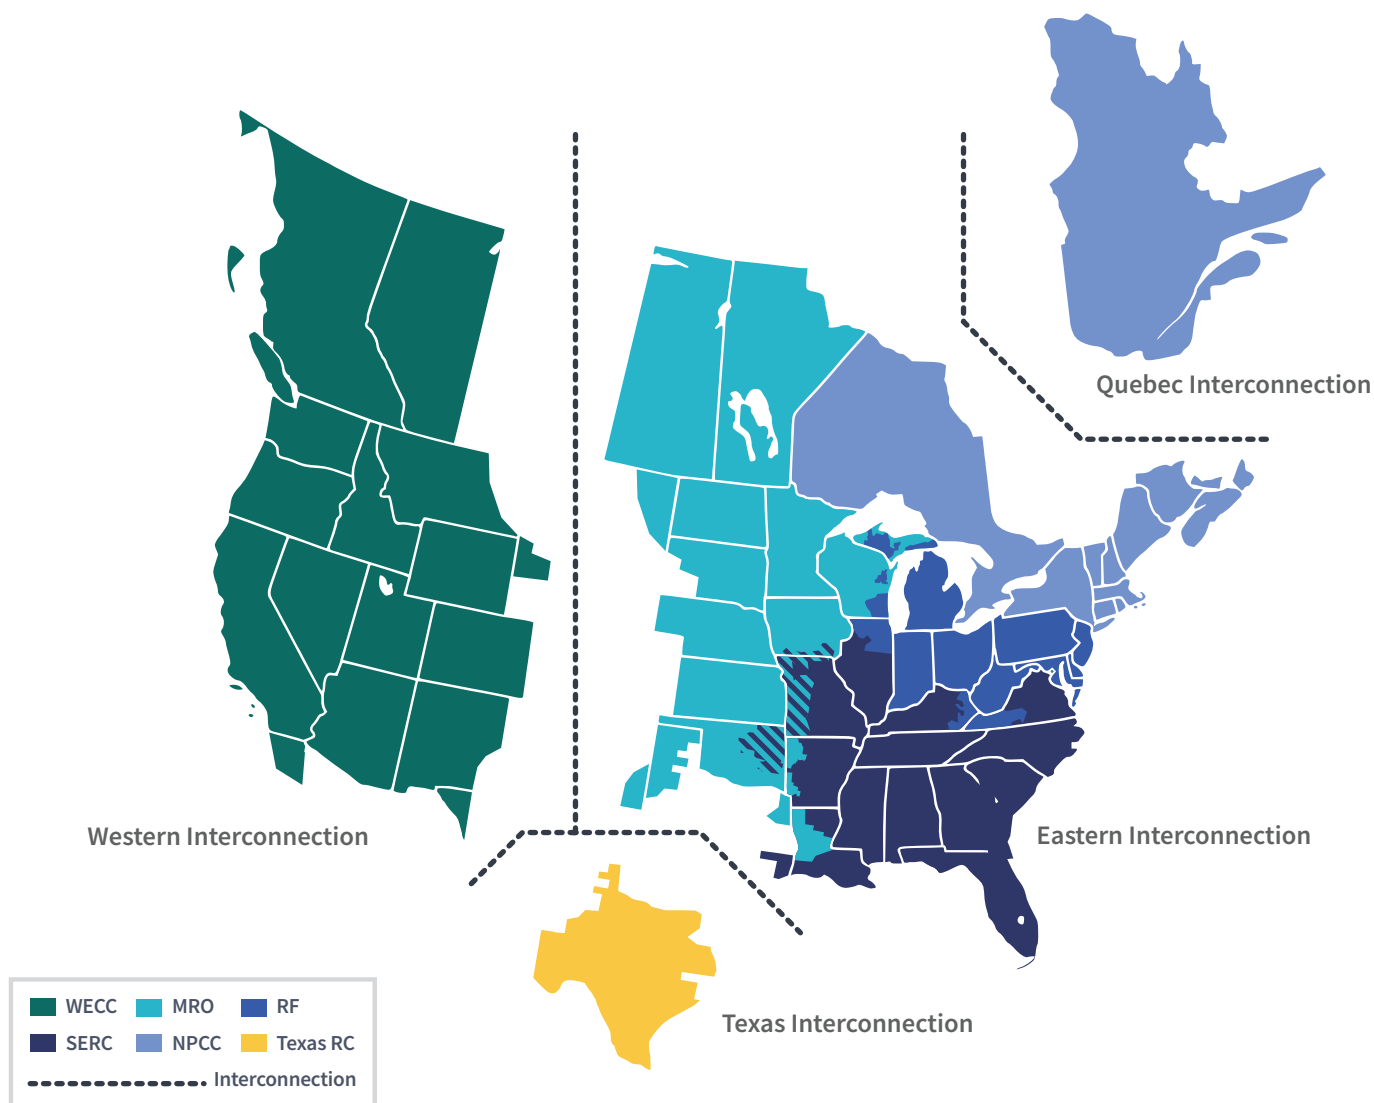 Quebec Interconnection
Western Interconnection
Eastern Interconnection
Texas Interconnection
WECC MRO RF
SERC NPCC Texas RC
Interconnection